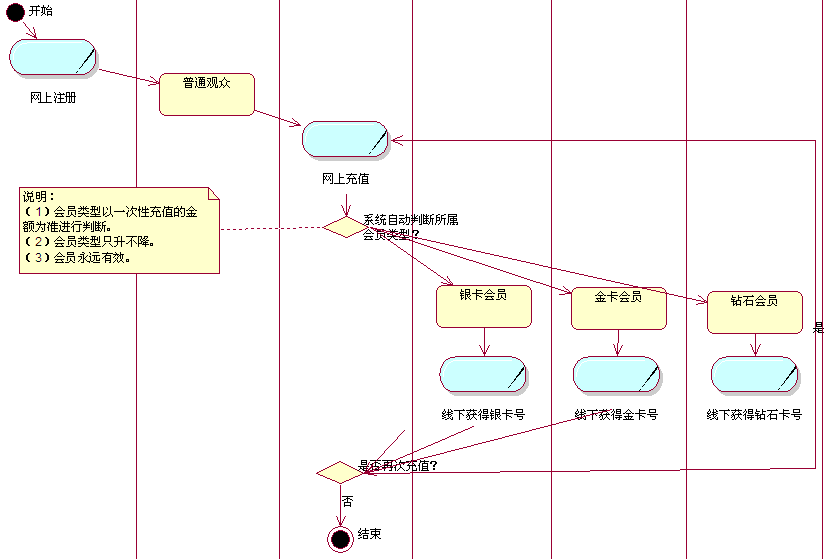 开始
网上注册
普通观众
网上充值
说明：
（1）会员类型以一次性充值的金
额为准进行判断。
（2）会员类型只升不降。
（3）会员永远有效。
系统自动判断所属
会员类型？
银卡会员
金卡会员
钻石会员
是
线下获得银卡号
线下获得金卡号
线下获得钻石卡号
是否再次充值？
否
结束